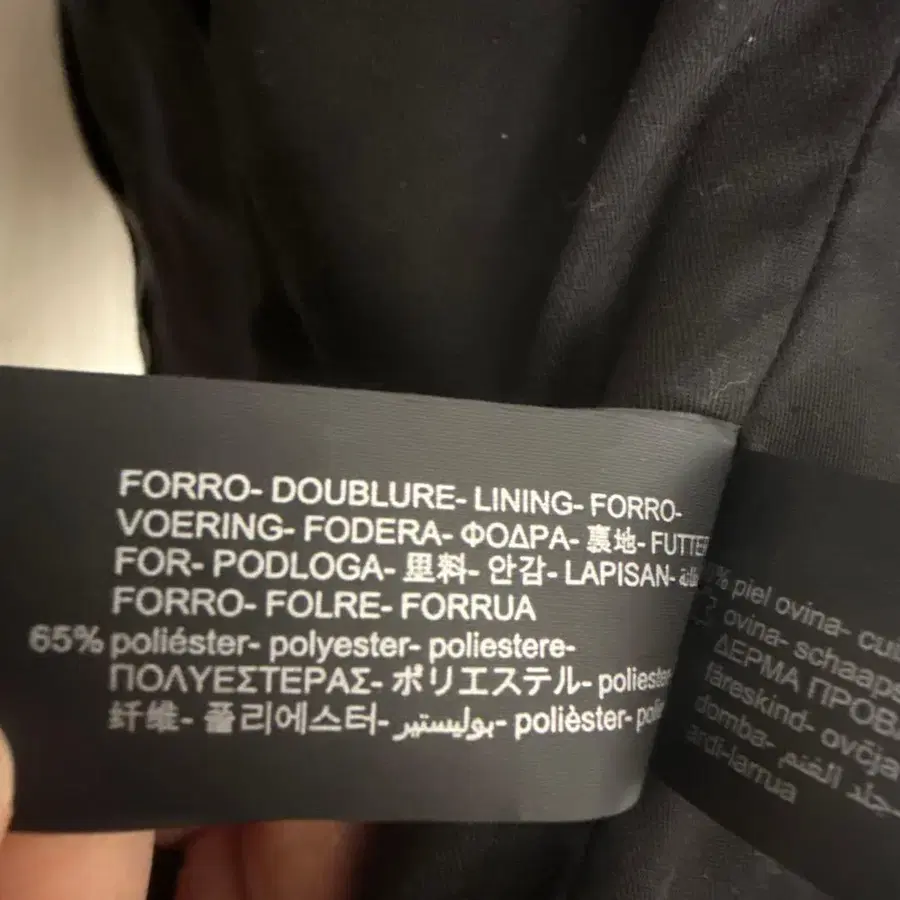 FORRO- DOUBLURE- LINING- FORRO-
VOERING- FODERA- ΦΟΔΡΑ- 裏地- FUTTER
FOR- PODLOGA- 里料- 안감- LAPISAN-
FORRO- FOLRE- FORRUA
65% poliéster- polyester- poliestere-
ΠΟΛΥΕΣΤΕΡΑΣ- ポリエステル- poliester
纤维- 폴리에스터- بوليستير- polièster-
% piel ovina-
ovina- schaaps
ΔΕΡΜΑ ΠΡΟΒ
fåreskind- ovčja
domba- جلد الغنم
ardi-larrua